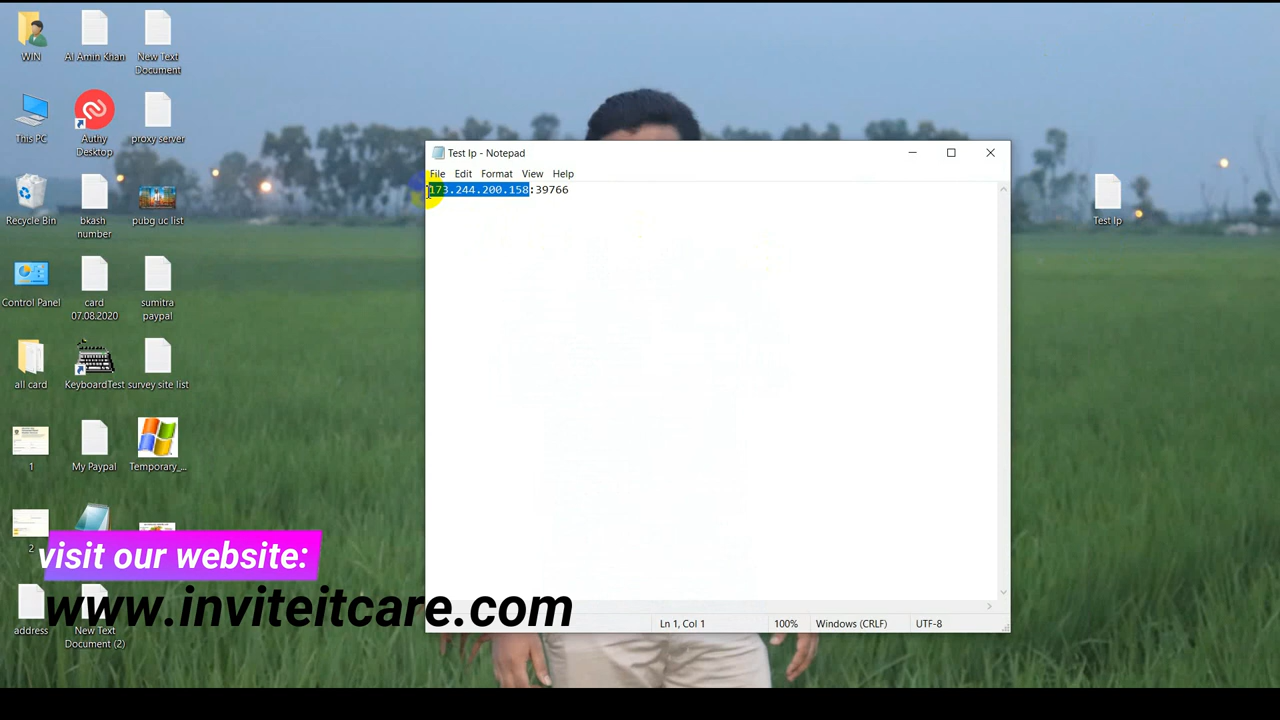 WIN
Al Amin Khan
New Text
Document
This PC
Authy
Desktop
proxy server
Recycle Bin
bkash
number
pubg uc list
Control Panel
card
07.08.2020
sumitra
paypal
all card
KeyboardTest
survey site list
1
My Paypal
Temporary_...
2
address
New Text
Document (2)
Test Ip - Notepad
File Edit Format View Help
173.244.200.158:39766
Ln 1, Col 1
100%
Windows (CRLF)
UTF-8
Test Ip
visit our website:
www.inviteitcare.com